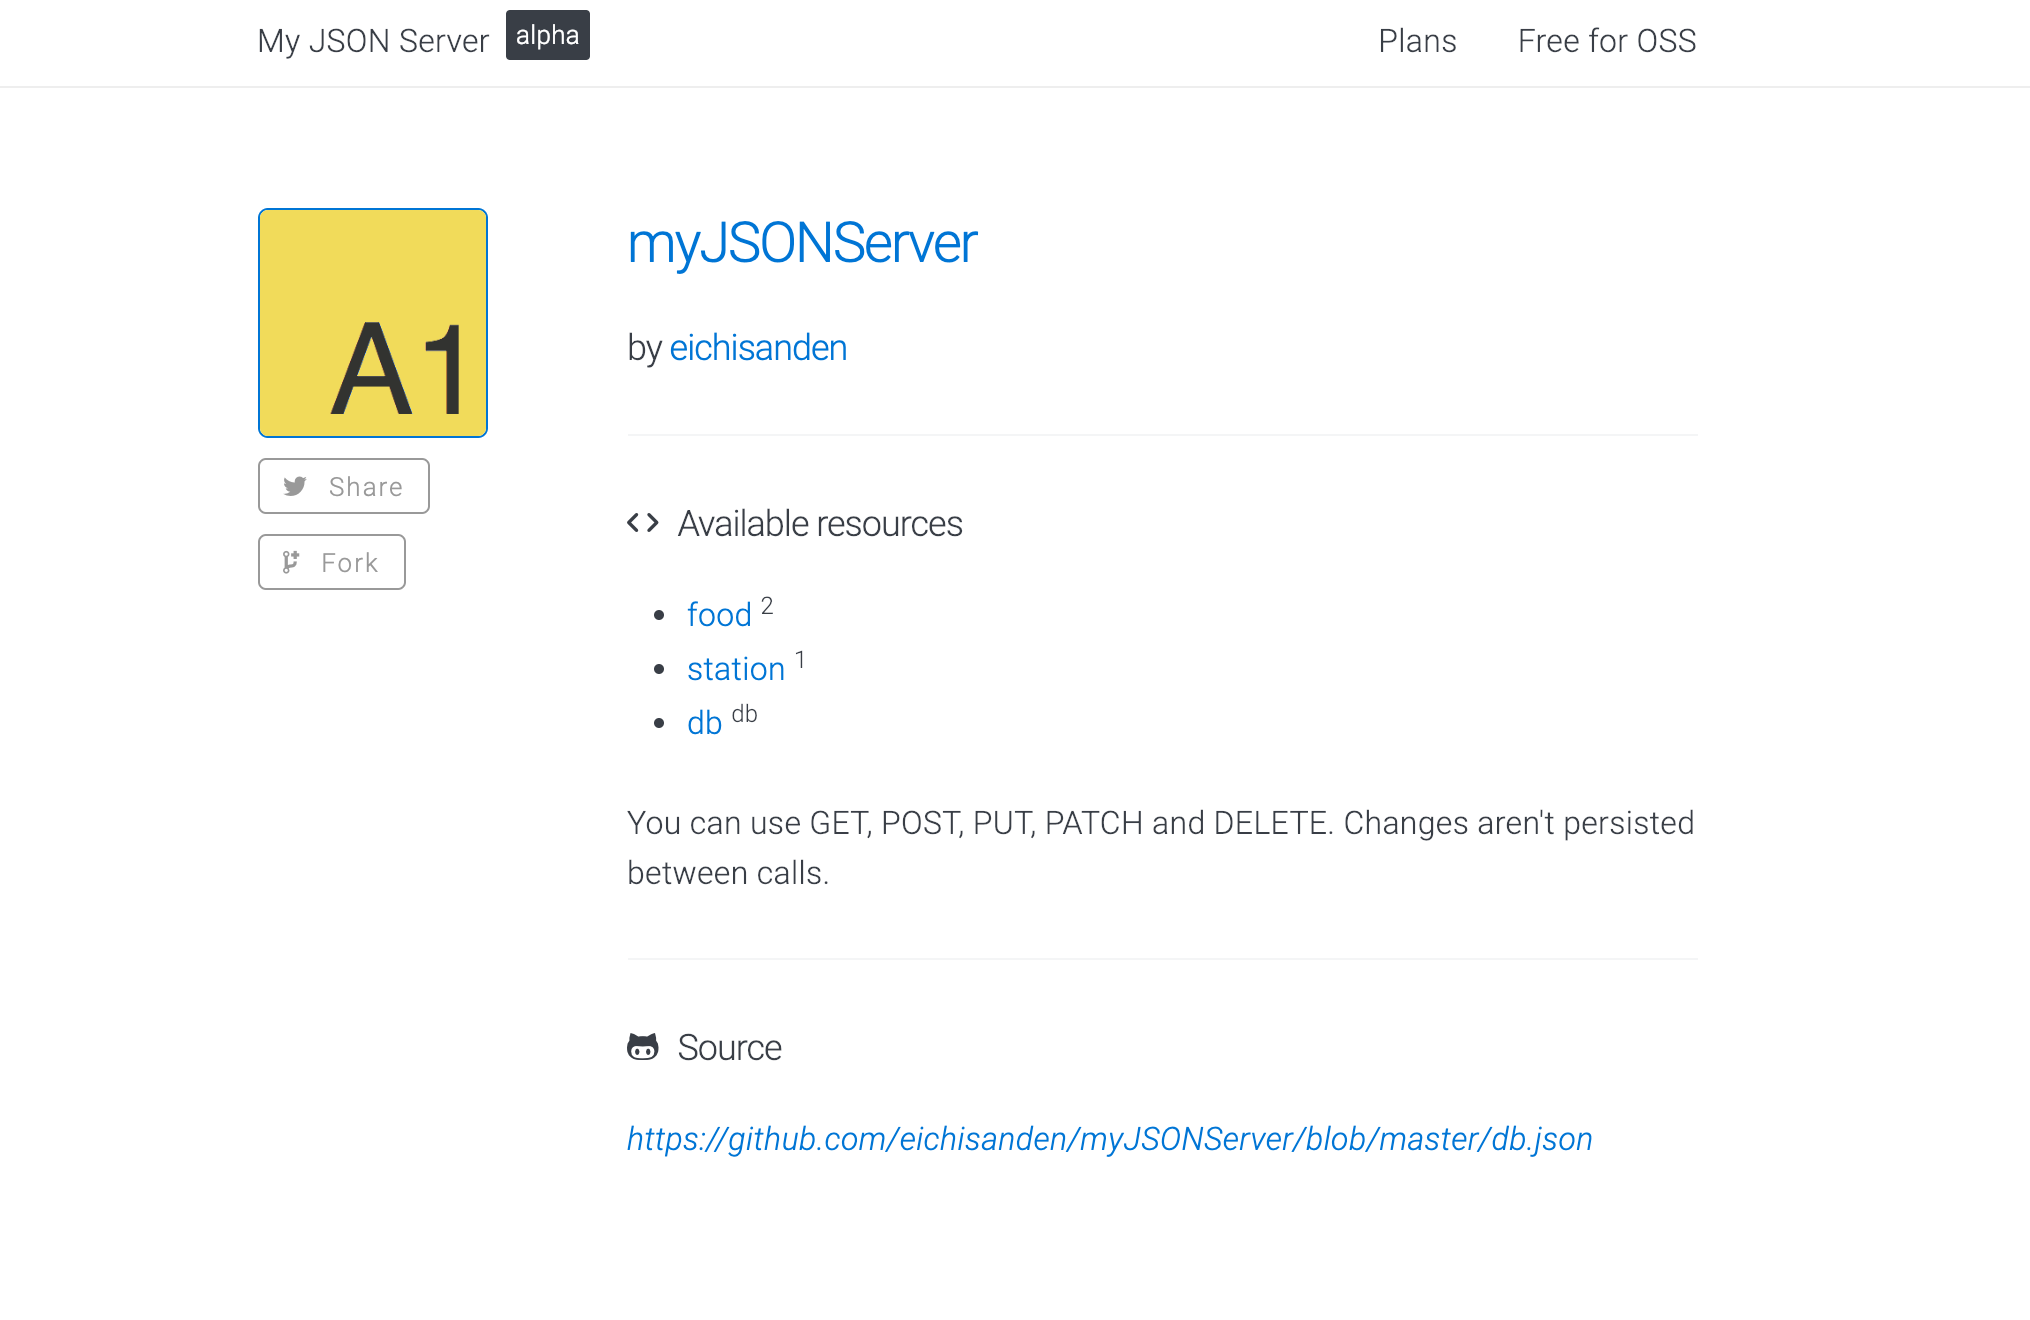 My JSON Server alpha Plans Free for OSS
A1
Share
Fork
myJSONServer
by eichisanden
Available resources
food 2
station 1
db db
You can use GET, POST, PUT, PATCH and DELETE. Changes aren't persisted
between calls.
Source
https://github.com/eichisanden/myJSONServer/blob/master/db.json